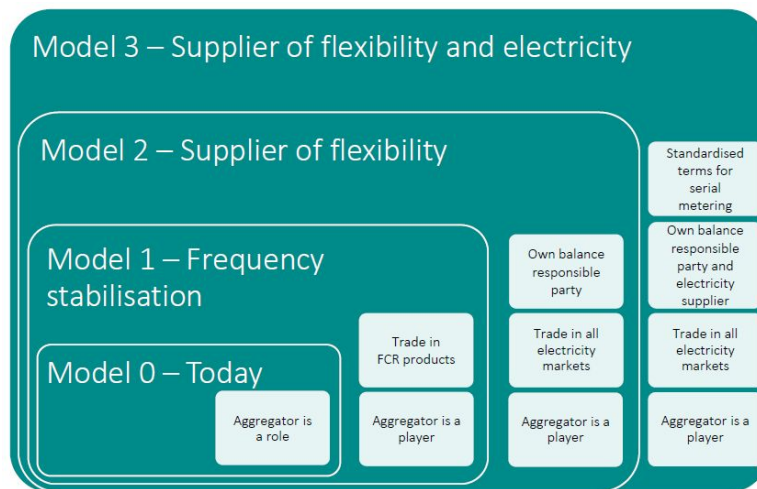 Model 3 – Supplier of flexibility and electricity
Model 2 – Supplier of flexibility
Standardised
terms for
serial
metering
Model 1 – Frequency
stabilisation
Own balance
responsible
party
Own balance
responsible
party and
electricity
supplier
Trade in
FCR products
Trade in all
electricity
markets
Trade in all
electricity
markets
Model 0 – Today
Aggregator is
a role
Aggregator is a
player
Aggregator is a
player
Aggregator is a
player